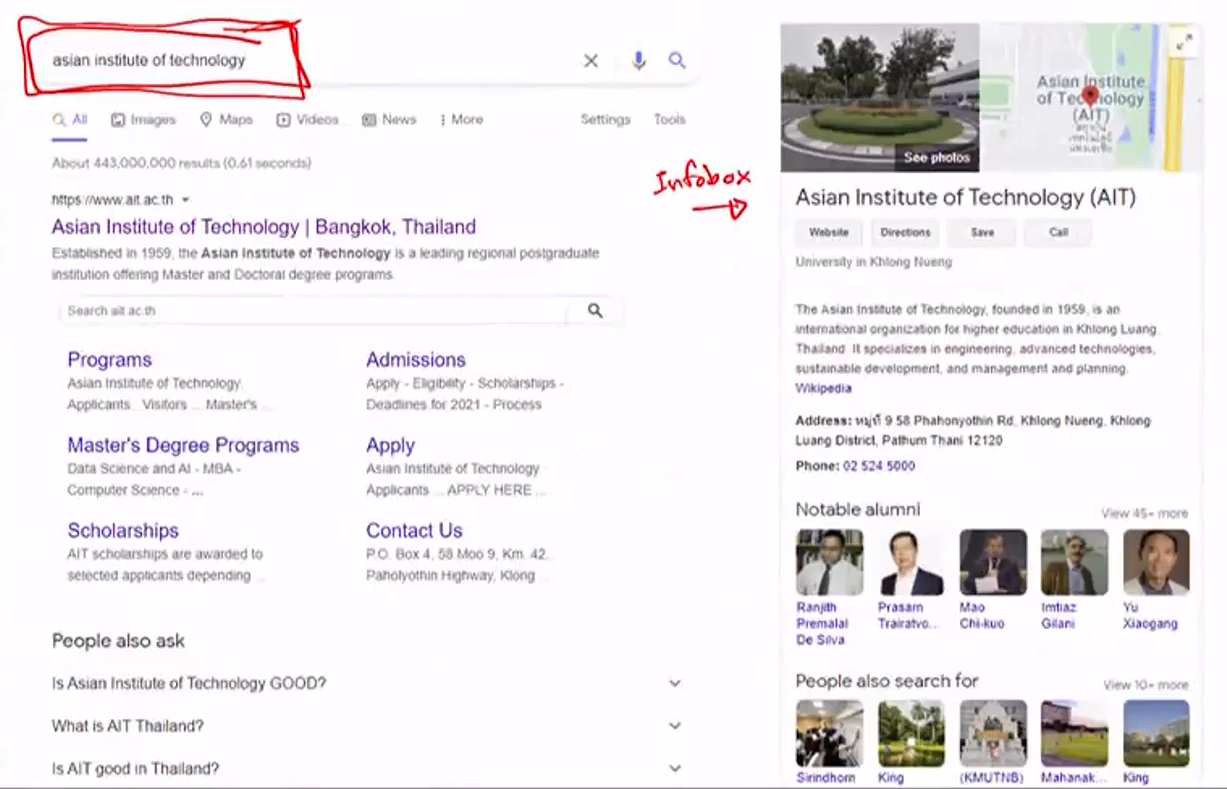 asian institute of technology
All
Images
Maps
Videos
News
More
Settings
Tools
About 443,000,000 results (0.61 seconds)
https://www.ait.ac.th
Asian Institute of Technology | Bangkok, Thailand
Established in 1959, the Asian Institute of Technology is a leading regional postgraduate
institution offering Master and Doctoral degree programs.
Search ait.ac.th
Programs
Asian Institute of Technology
Applicants. Visitors ... Master's ...
Admissions
Apply - Eligibility - Scholarships -
Deadlines for 2021 - Process
Master's Degree Programs
Data Science and AI - MBA -
Computer Science - ...
Apply
Asian Institute of Technology
Applicants ... APPLY HERE ...
Scholarships
AIT scholarships are awarded to
selected applicants depending ...
Contact Us
P.O. Box 4, 58 Moo 9, Km. 42,
Paholyothin Highway, Klong ...
People also ask
Is Asian Institute of Technology GOOD?
What is AIT Thailand?
Is AIT good in Thailand?
Infobox
See photos
Asian Institute
of Technology
(AIT)
Asian Institute of Technology (AIT)
Website
Directions
Save
Call
University in Khlong Nueng
The Asian Institute of Technology, founded in 1959, is an
international organization for higher education in Khlong Luang,
Thailand. It specializes in engineering, advanced technologies,
sustainable development, and management and planning.
Wikipedia
Address: หมู่ที่ 9 58 Phahonyothin Rd, Khlong Nueng, Khlong
Luang District, Pathum Thani 12120
Phone: 02 524 5000
Notable alumni
View 45+ more
Ranjith
Premalal
De Silva
Prasarn
Trairatvo...
Mao
Chi-kuo
Imtiaz
Gilani
Yu
Xiaogang
People also search for
View 10+ more
Sirindhorn
King
(KMUTNB)
Mahanak...
King